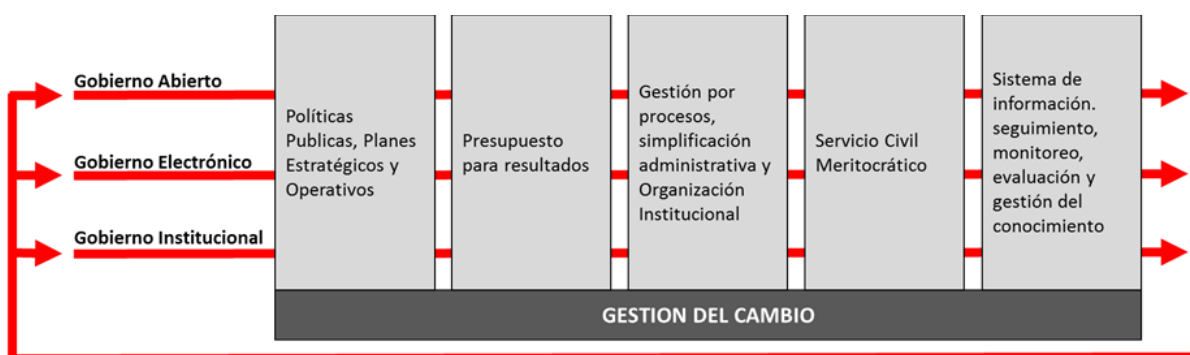 Gobierno Abierto
Gobierno Electrónico
Gobierno Institucional
Políticas
Publicas, Planes
Estratégicos y
Operativos
Presupuesto
para resultados
Gestión por
procesos,
simplificación
administrativa y
Organización
Institucional
Servicio Civil
Meritocrático
Sistema de
información.
seguimiento,
monitoreo,
evaluación y
gestión del
conocimiento
GESTION DEL CAMBIO